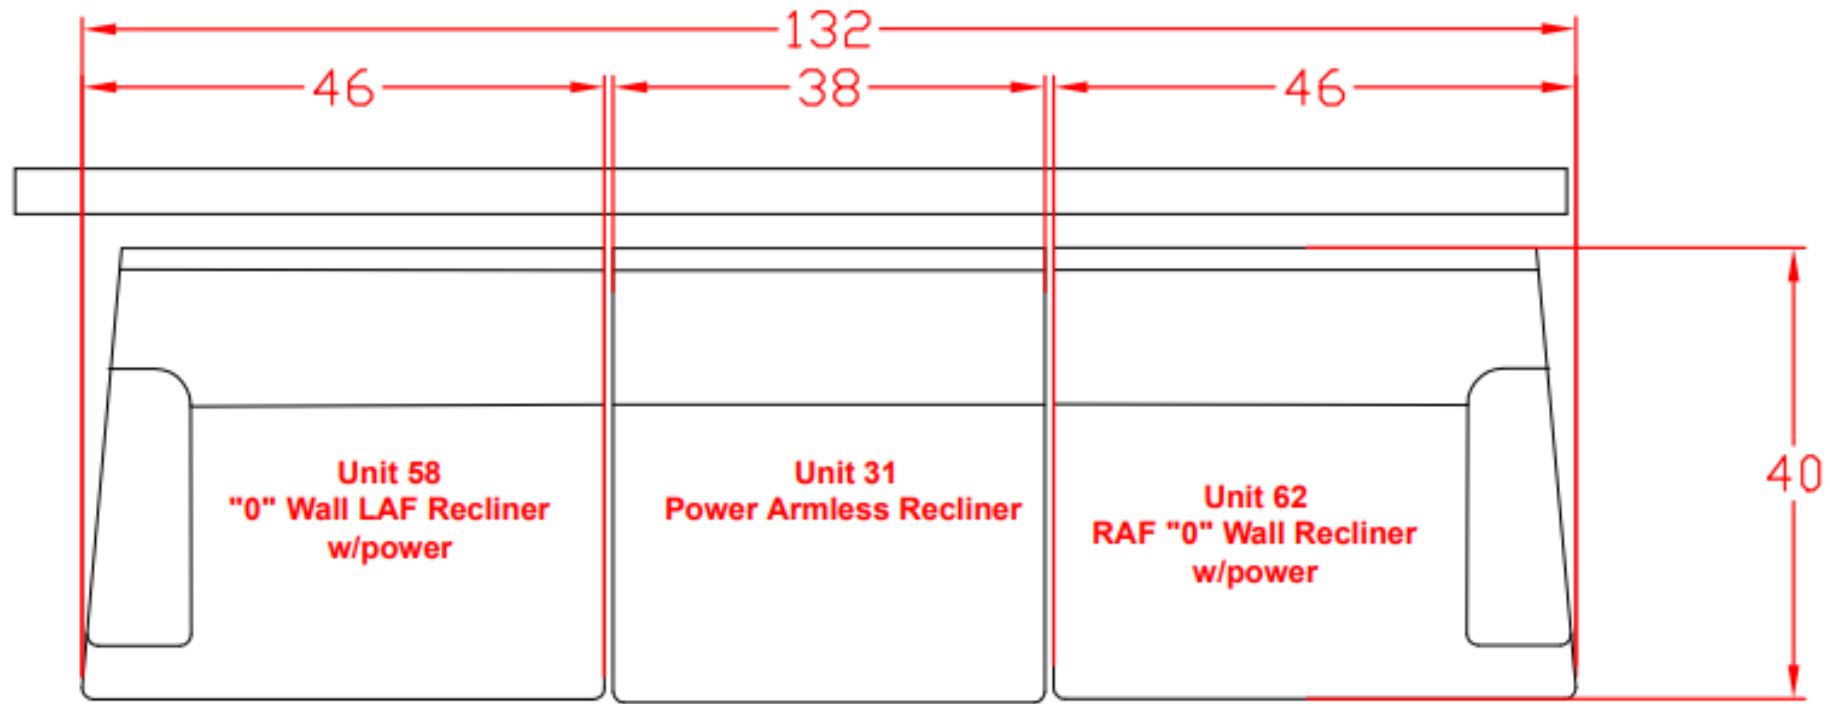 132
46
38
46
40
Unit 58
"0" Wall LAF Recliner
w/power
Unit 31
Power Armless Recliner
Unit 62
RAF "0" Wall Recliner
w/power